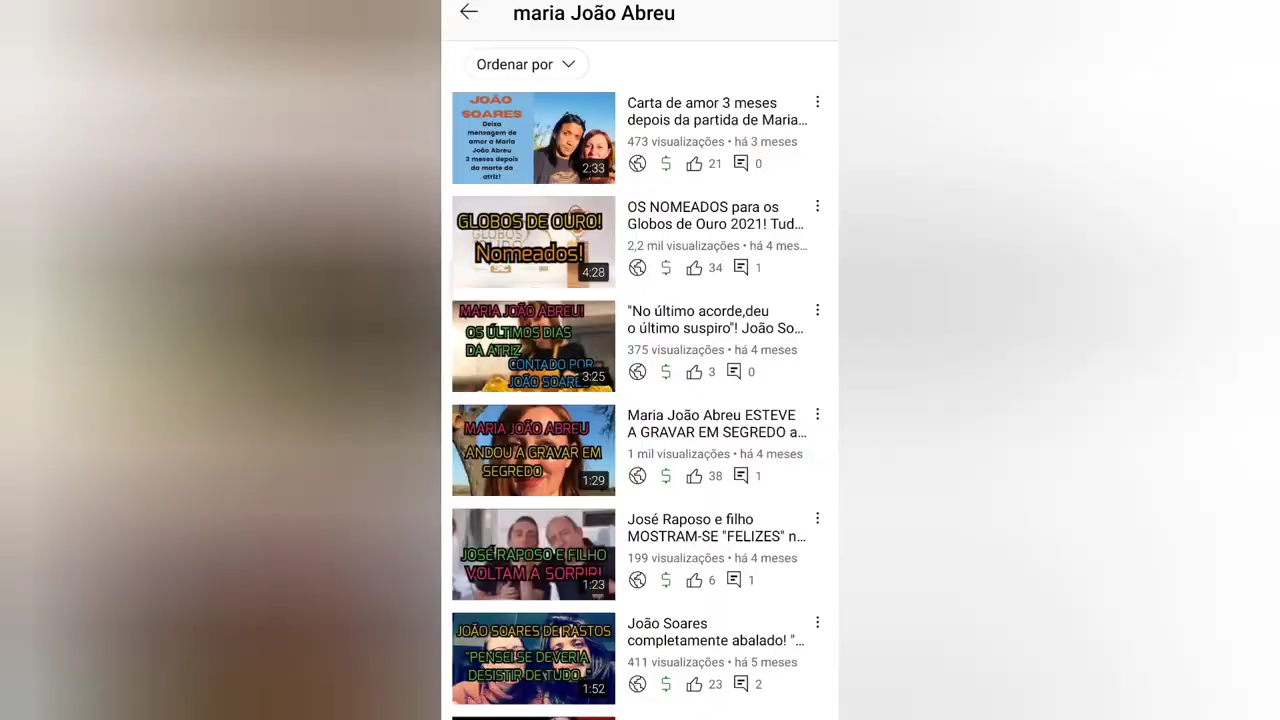 maria João Abreu
Ordenar por
JOÃO
SOARES
Deixa
mensagem de
amor a Maria
João Abreu
3 meses depois
da morte da
atriz!
2:33
Carta de amor 3 meses
depois da partida de Maria...
473 visualizações • há 3 meses
21 0
GLOBOS DE OURO!
Nomeados!
4:28
OS NOMEADOS para os
Globos de Ouro 2021! Tud...
2,2 mil visualizações • há 4 mes...
34 1
MARIA JOÃO ABREU!
OS ÚLTIMOS DIAS
DA ATRIZ
CONTADO POR
JOÃO SOARES
3:25
"No último acorde,deu
o último suspiro"! João So...
375 visualizações • há 4 meses
3 0
MARIA JOÃO ABREU
ANDOU A GRAVAR EM
SEGREDO
1:29
Maria João Abreu ESTEVE
A GRAVAR EM SEGREDO a...
1 mil visualizações • há 4 meses
38 1
JOSÉ RAPOSO E FILHO
VOLTAM A SORRIR!
1:23
José Raposo e filho
MOSTRAM-SE "FELIZES" n...
199 visualizações • há 4 meses
6 1
JOÃO SOARES DE RASTOS
"PENSEI SE DEVERIA
DESISTIR DE TUDO..."
1:52
João Soares
completamente abalado! "...
411 visualizações • há 5 meses
23 2